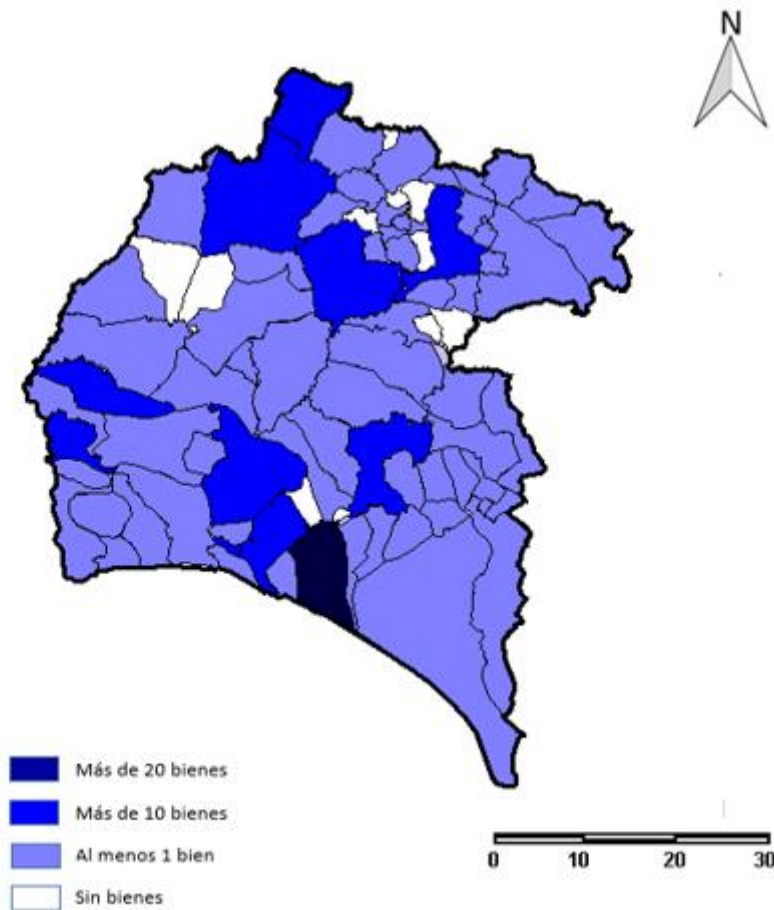 N
Más de 20 bienes
Más de 10 bienes
Al menos 1 bien
Sin bienes
0 10 20 30